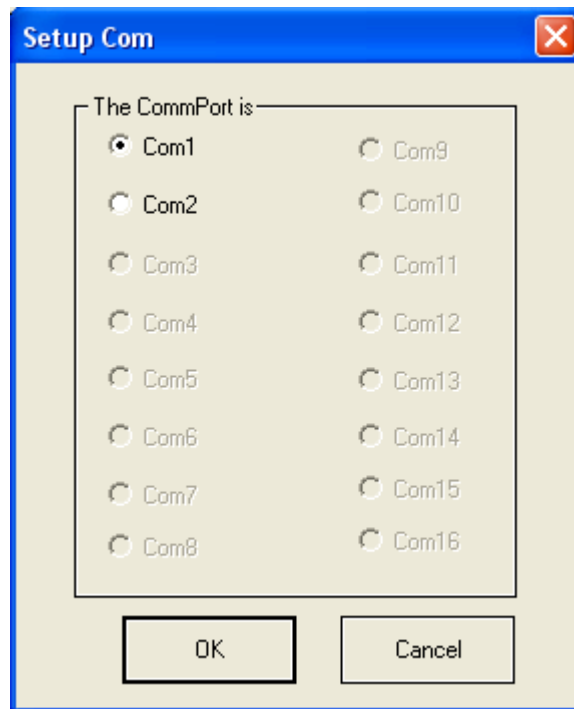 Setup Com
The CommPort is
Com1
Com2
Com3
Com4
Com5
Com6
Com7
Com8
Com9
Com10
Com11
Com12
Com13
Com14
Com15
Com16
OK
Cancel